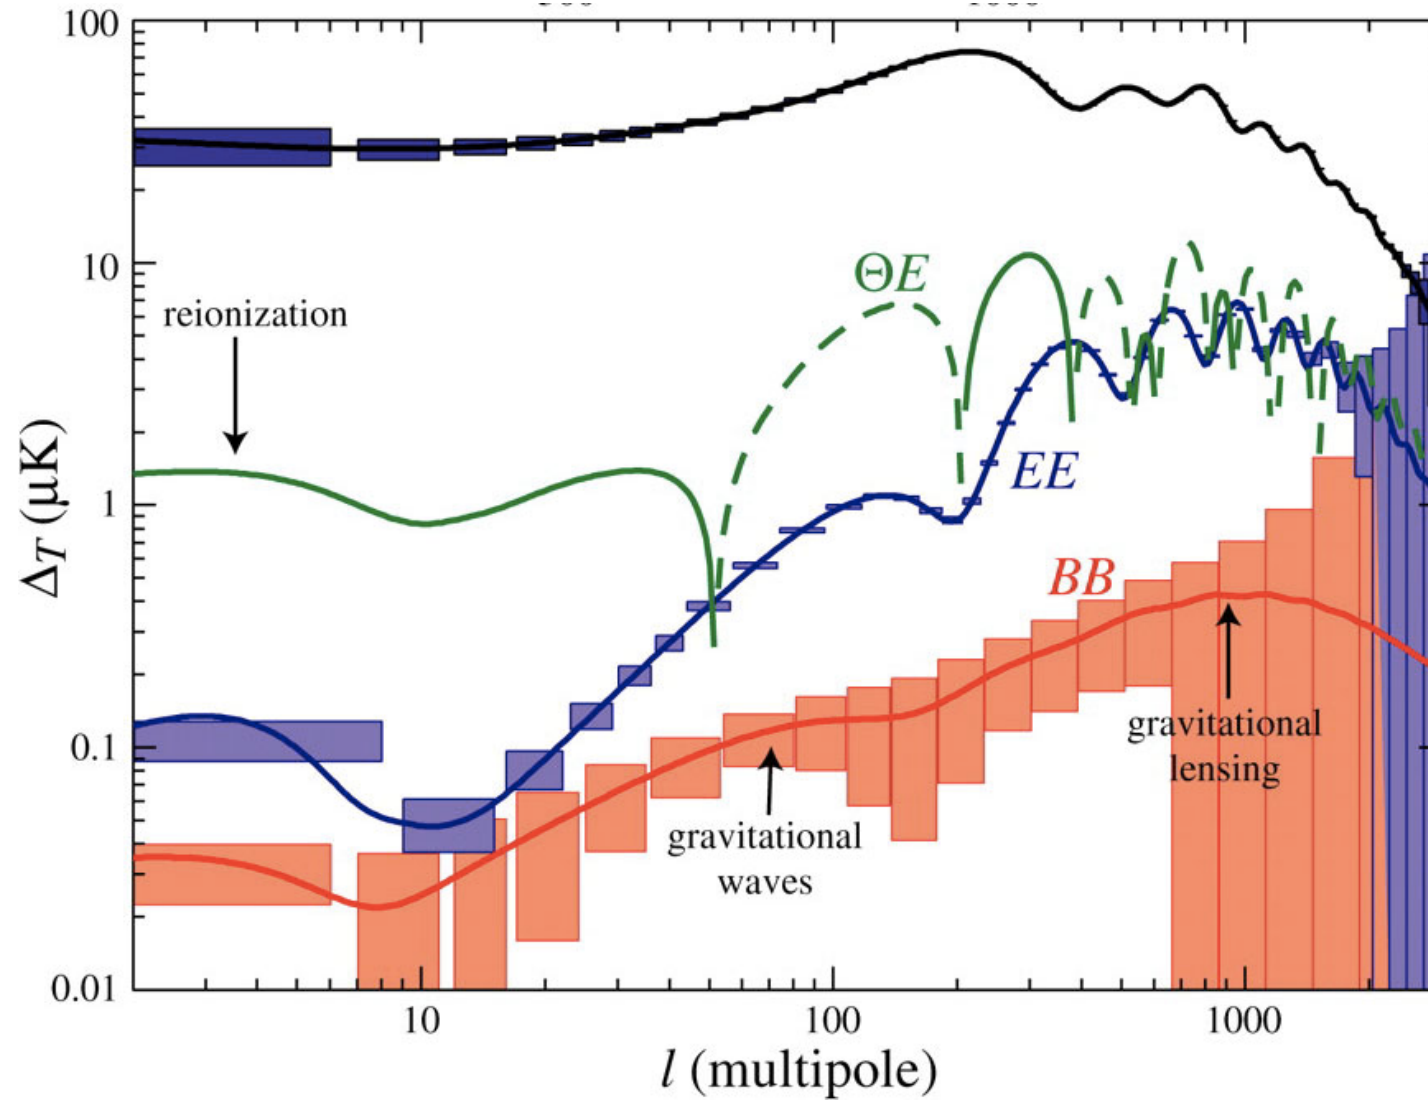 100
10
1
0.1
0.01
Δ_T (μK)
reionization
ΘE
EE
BB
gravitational
waves
gravitational
lensing
10
100
1000
l (multipole)